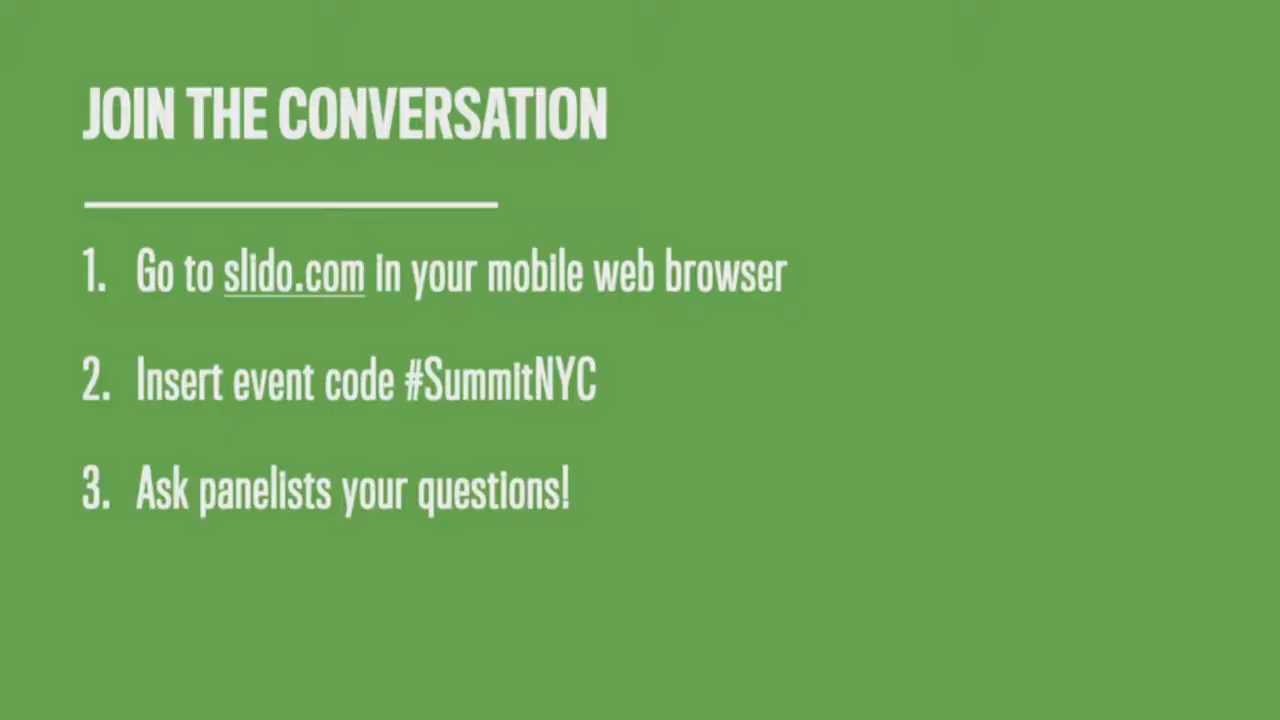 JOIN THE CONVERSATION
1. Go to slido.com in your mobile web browser
2. Insert event code #SummitNYC
3. Ask panelists your questions!